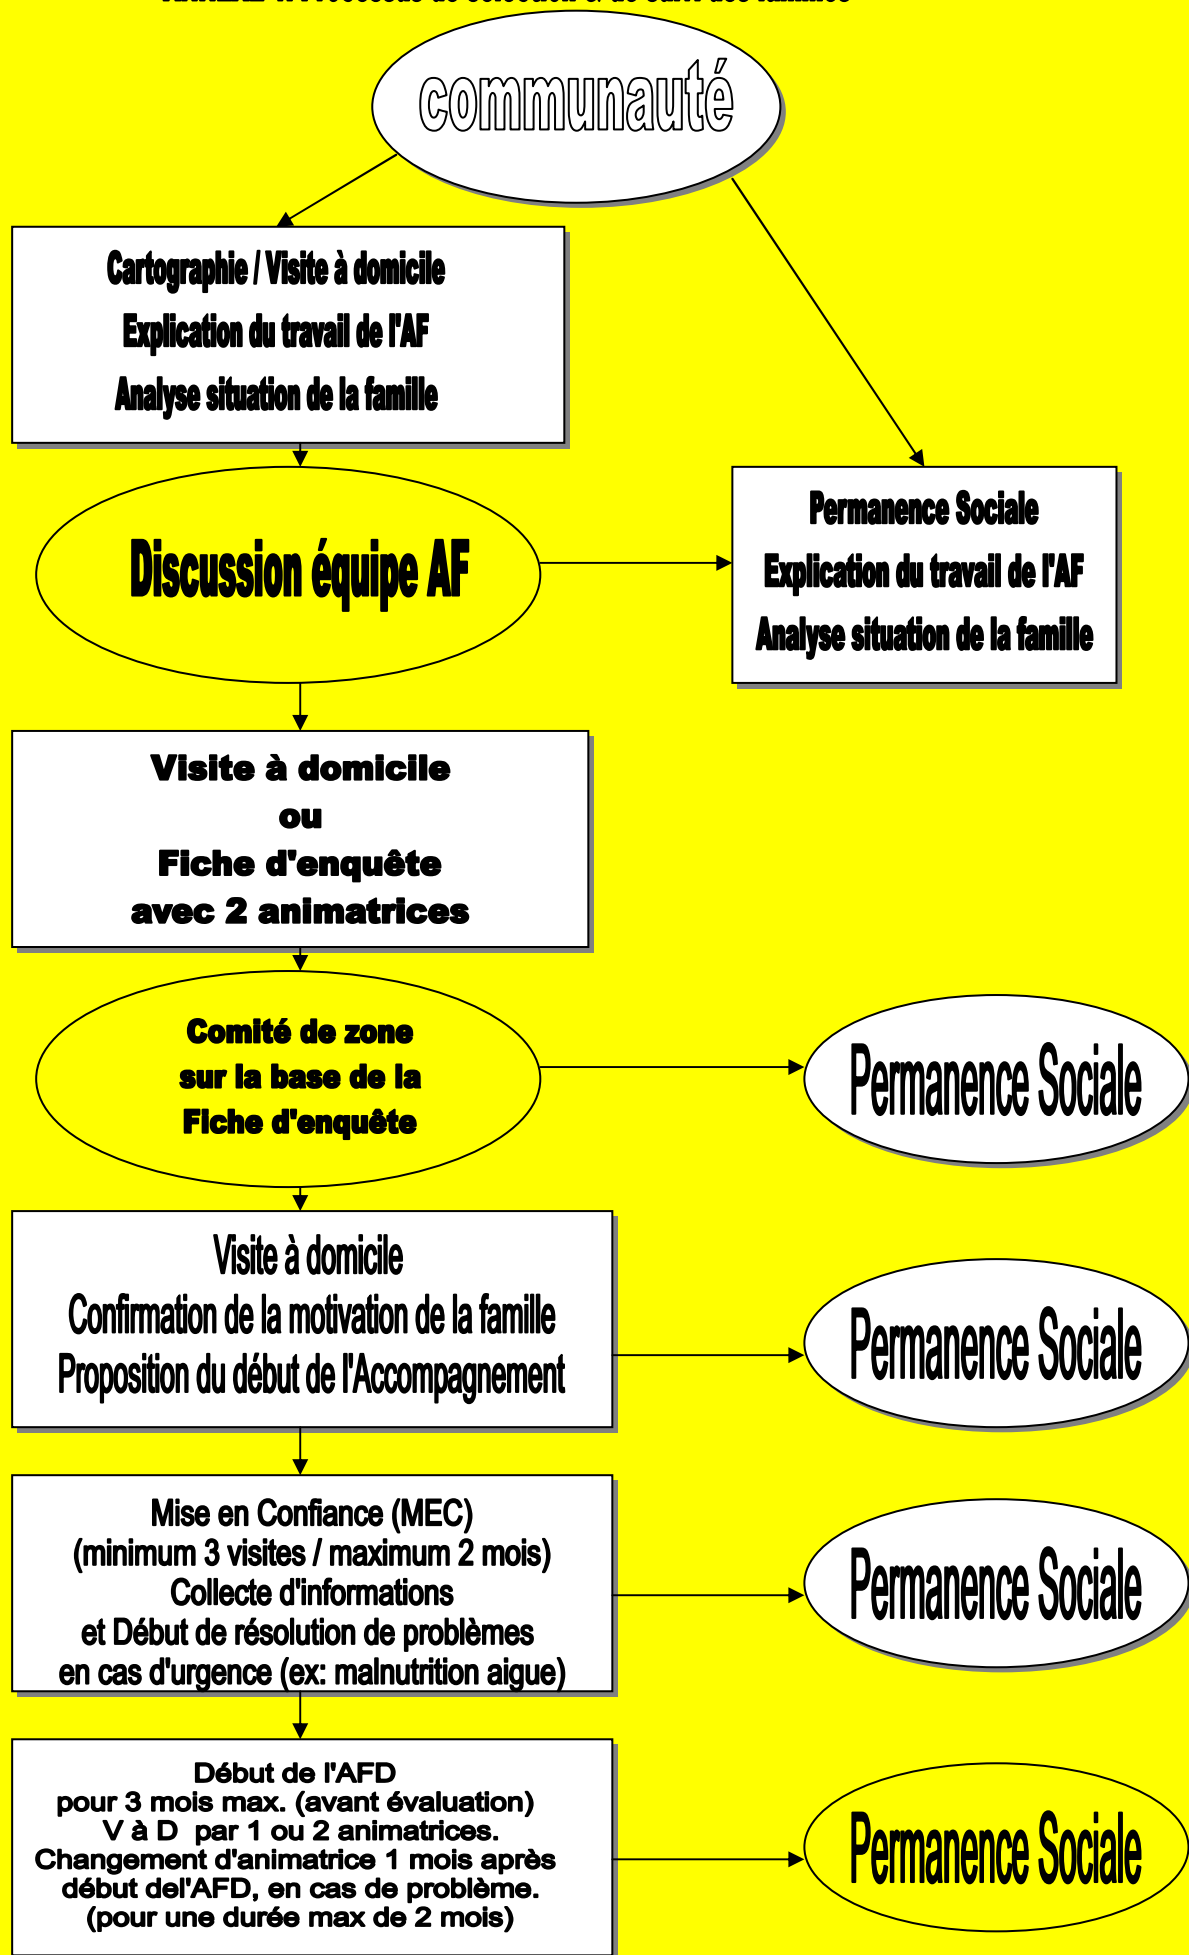 communauté
Cartographie / Visite à domicile
Explication du travail de l'AF
Analyse situation de la famille
Discussion équipe AF
Permanence Sociale
Explication du travail de l'AF
Analyse situation de la famille
Visite à domicile
ou
Fiche d'enquête
avec 2 animatrices
Comité de zone
sur la base de la
Fiche d'enquête
Permanence Sociale
Visite à domicile
Confirmation de la motivation de la famille
Proposition du début de l'Accompagnement
Permanence Sociale
Mise en Confiance (MEC)
(minimum 3 visites / maximum 2 mois)
Collecte d'informations
et Début de résolution de problèmes
en cas d'urgence (ex: malnutrition aigue)
Permanence Sociale
Début de l'AFD
pour 3 mois max. (avant évaluation)
V à D par 1 ou 2 animatrices.
Changement d'animatrice 1 mois après
début del'AFD, en cas de problème.
(pour une durée max de 2 mois)
Permanence Sociale